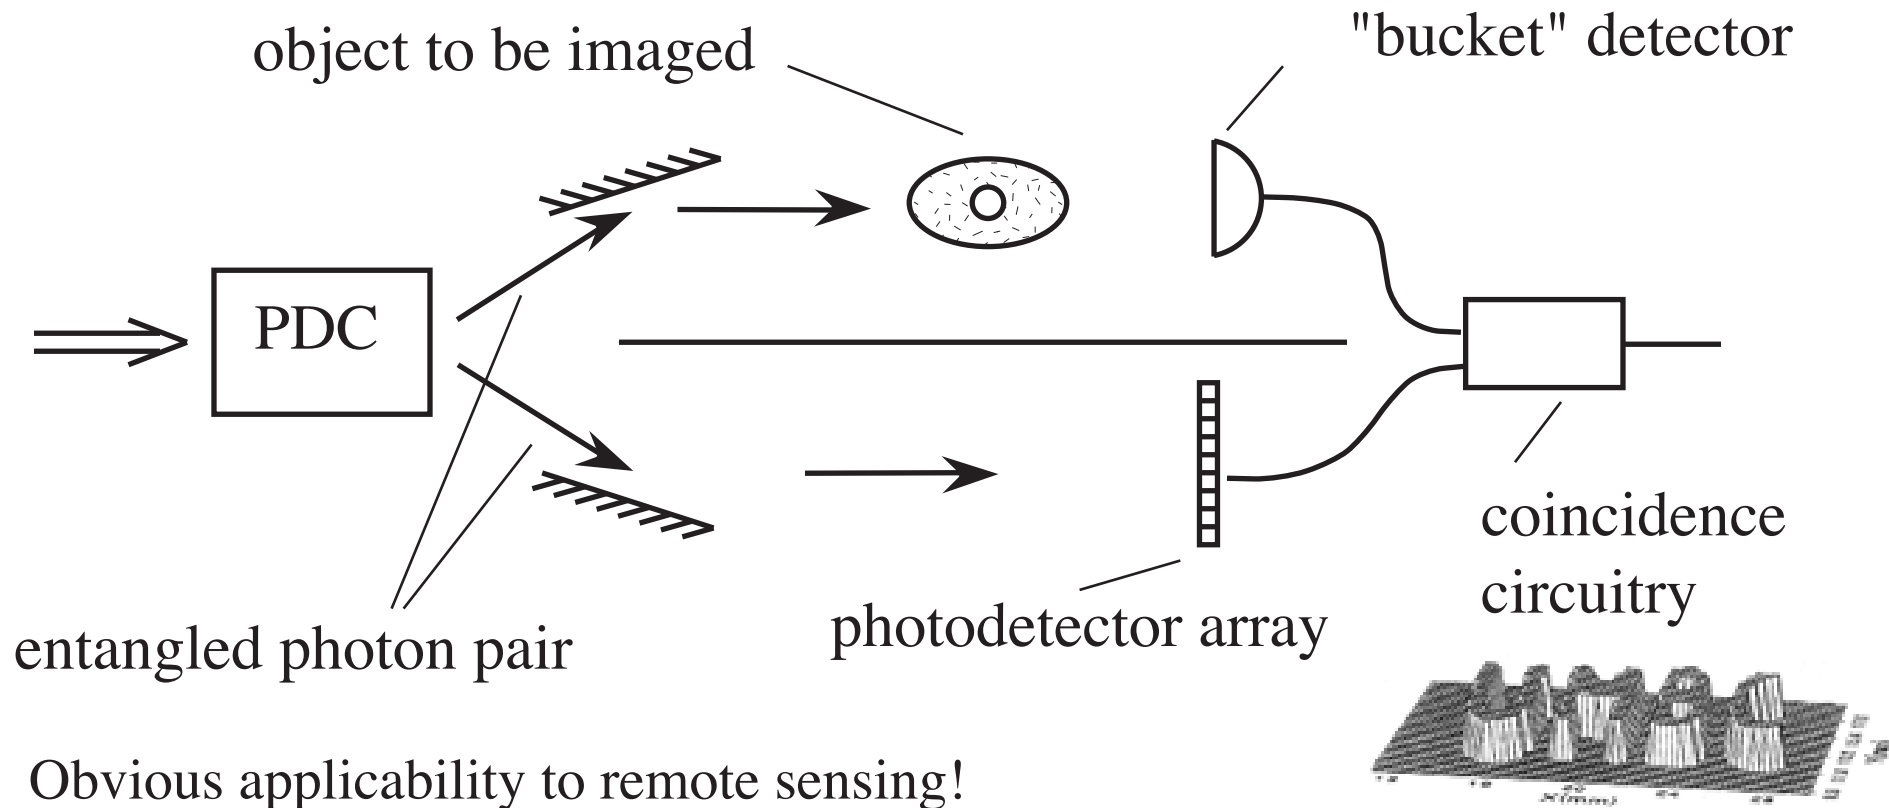 object to be imaged
"bucket" detector
PDC
coincidence
circuitry
photodetector array
entangled photon pair
Obvious applicability to remote sensing!
x(mm)